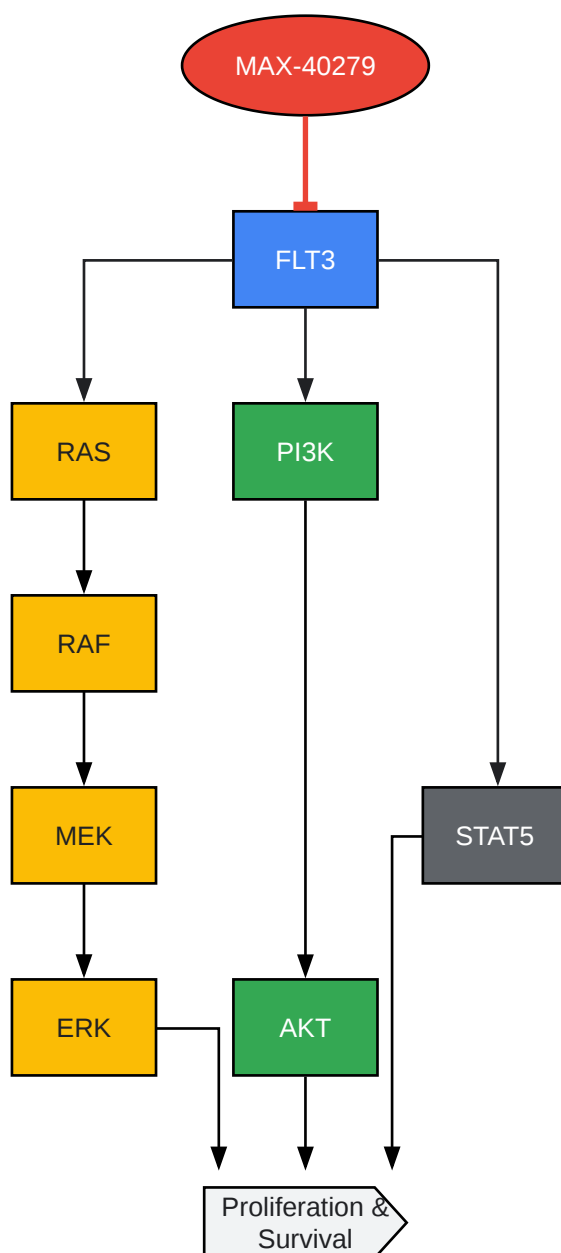 MAX-40279
FLT3
RAS
PI3K
RAF
MEK
STAT5
ERK
AKT
Proliferation &
Survival